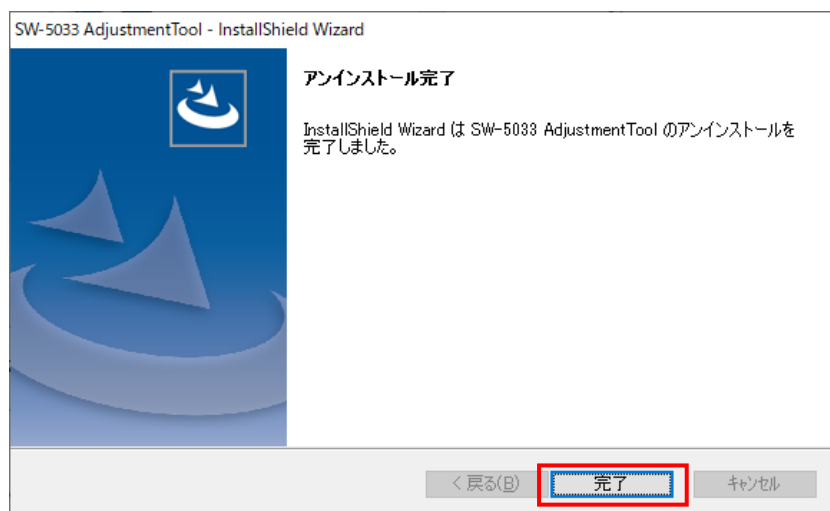 SW-5033 AdjustmentTool - InstallShield Wizard
アンインストール完了
InstallShield Wizard は SW-5033 AdjustmentTool のアンインストールを
完了しました。
< 戻る(B)
完了
キャンセル